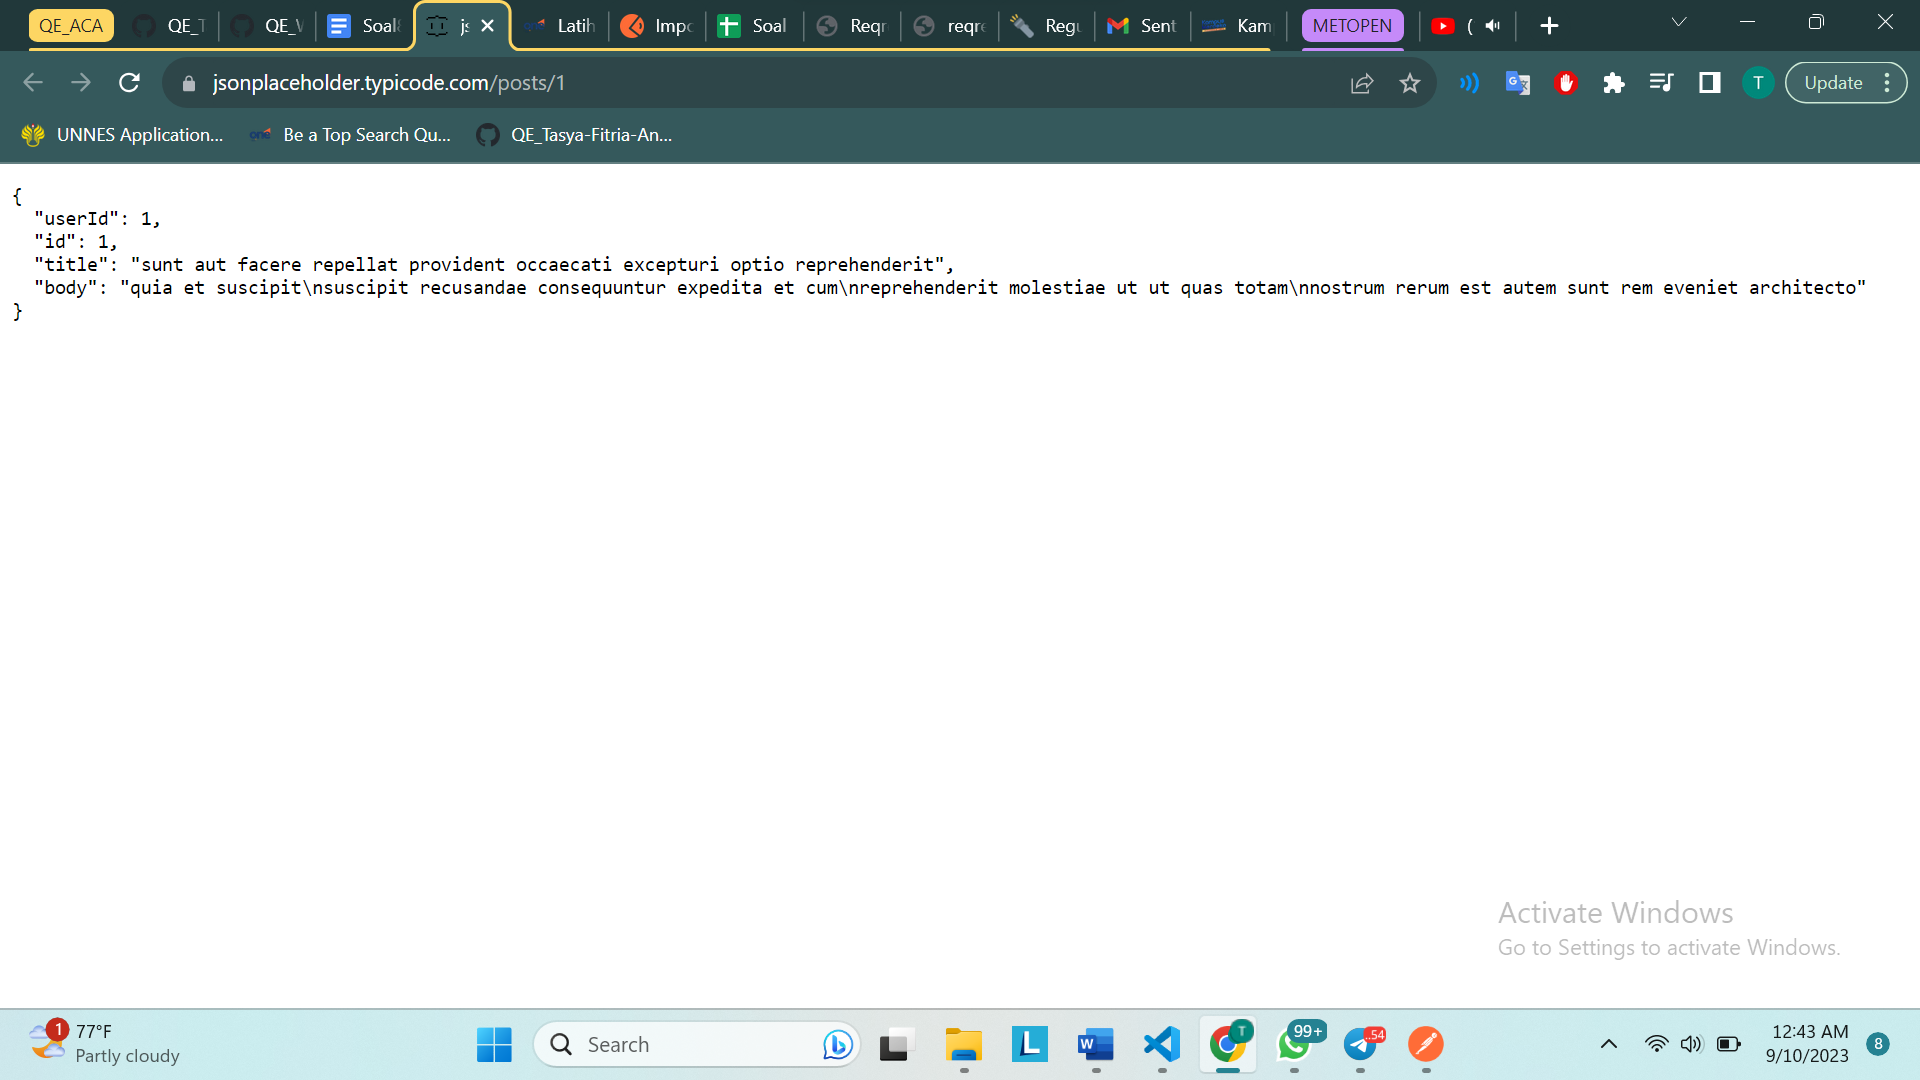 QE_ACA
QE_T
QE_V
Soal
js
Latih
Impo
Soal
Reqr
reqre
Regu
Sent
Kam
METOPEN
(
jsonplaceholder.typicode.com/posts/1
T
Update
UNNES Application...
one
Be a Top Search Qu...
QE_Tasya-Fitria-An...
{
"userId": 1,
"id": 1,
"title": "sunt aut facere repellat provident occaecati excepturi optio reprehenderit",
"body": "quia et suscipit\nsuscipit recusandae consequuntur expedita et cum\nreprehenderit molestiae ut ut quas totam\nnostrum rerum est autem sunt rem eveniet architecto"
}
Activate Windows
Go to Settings to activate Windows.
1
77°F
Partly cloudy
Search
L
W
T
99+
..54
12:43 AM
9/10/2023
8